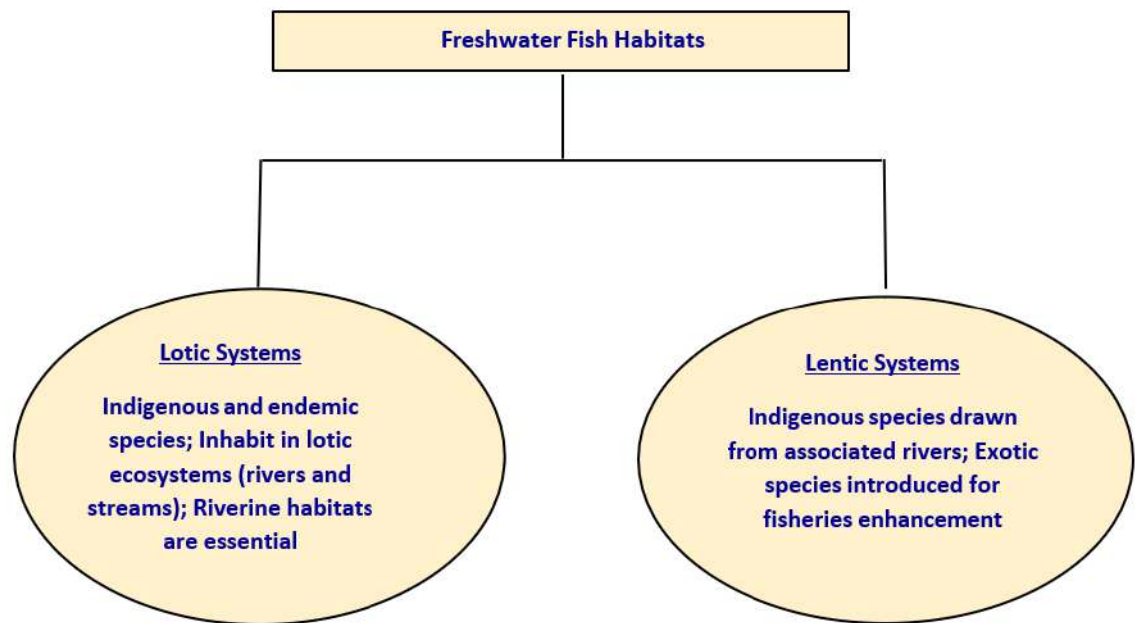 Freshwater Fish Habitats
Lotic Systems
Indigenous and endemic
species; Inhabit in lotic
ecosystems (rivers and
streams); Riverine habitats
are essential
Lentic Systems
Indigenous species drawn
from associated rivers; Exotic
species introduced for
fisheries enhancement